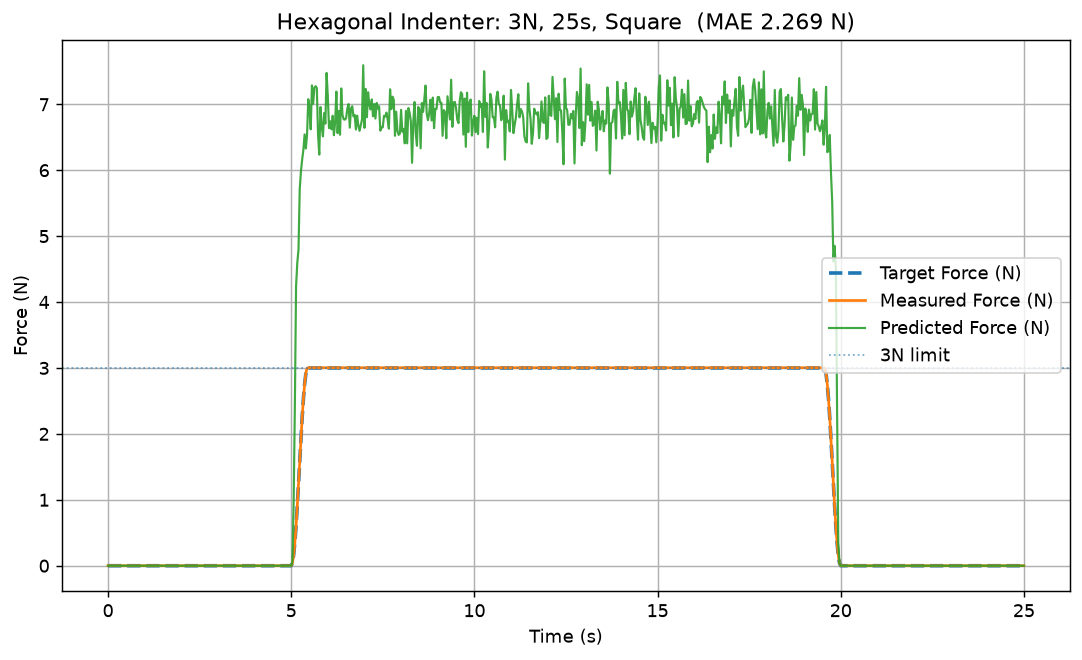 Hexagonal Indenter: 3N, 25s, Square  (MAE 2.269 N)
Force (N)
7
6
5
4
3
2
1
0
Target Force (N)
Measured Force (N)
Predicted Force (N)
3N limit
0 5 10 15 20 25
Time (s)